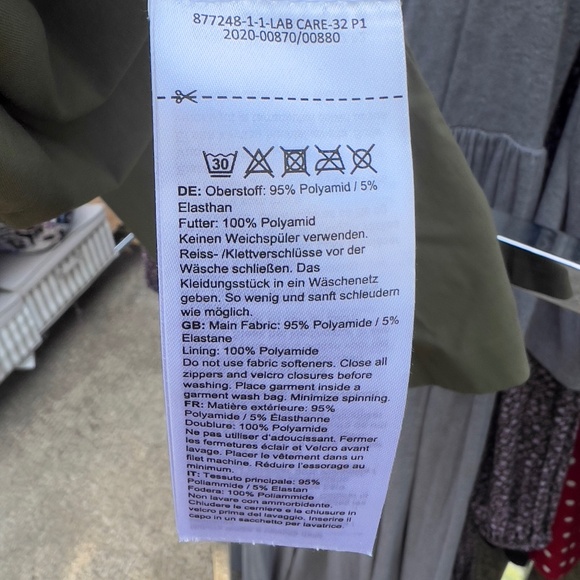 877248-1-1-LAB CARE-32 P1
2020-00870/00880
30
DE: Oberstoff: 95% Polyamid / 5%
Elasthan
Futter: 100% Polyamid
Keinen Weichspüler verwenden.
Reiss- /Klettverschlüsse vor der
Wäsche schließen. Das
Kleidungsstück in ein Wäschenetz
geben. So wenig und sanft schleudern
wie möglich.
GB: Main Fabric: 95% Polyamide / 5%
Elastane
Lining: 100% Polyamide
Do not use fabric softeners. Close all
zippers and velcro closures before
washing. Place garment inside a
garment wash bag. Minimize spinning.
FR: Matière extérieure: 95%
Polyamide / 5% Élasthanne
Doublure: 100% Polyamide
Ne pas utiliser d'adoucissant. Fermer
les fermetures éclair et Velcro avant
lavage. Placer le vêtement dans un
filet machine. Réduire l'essorage au
minimum.
IT: Tessuto principale: 95%
Poliammide / 5% Elastan
Fodera: 100% Poliammide
Non lavare con ammorbidente.
Chiudere la carniere e la chiusure in
velcro prima del lavaggio. Inserire il
capo in un sacchetto per lavatrice.